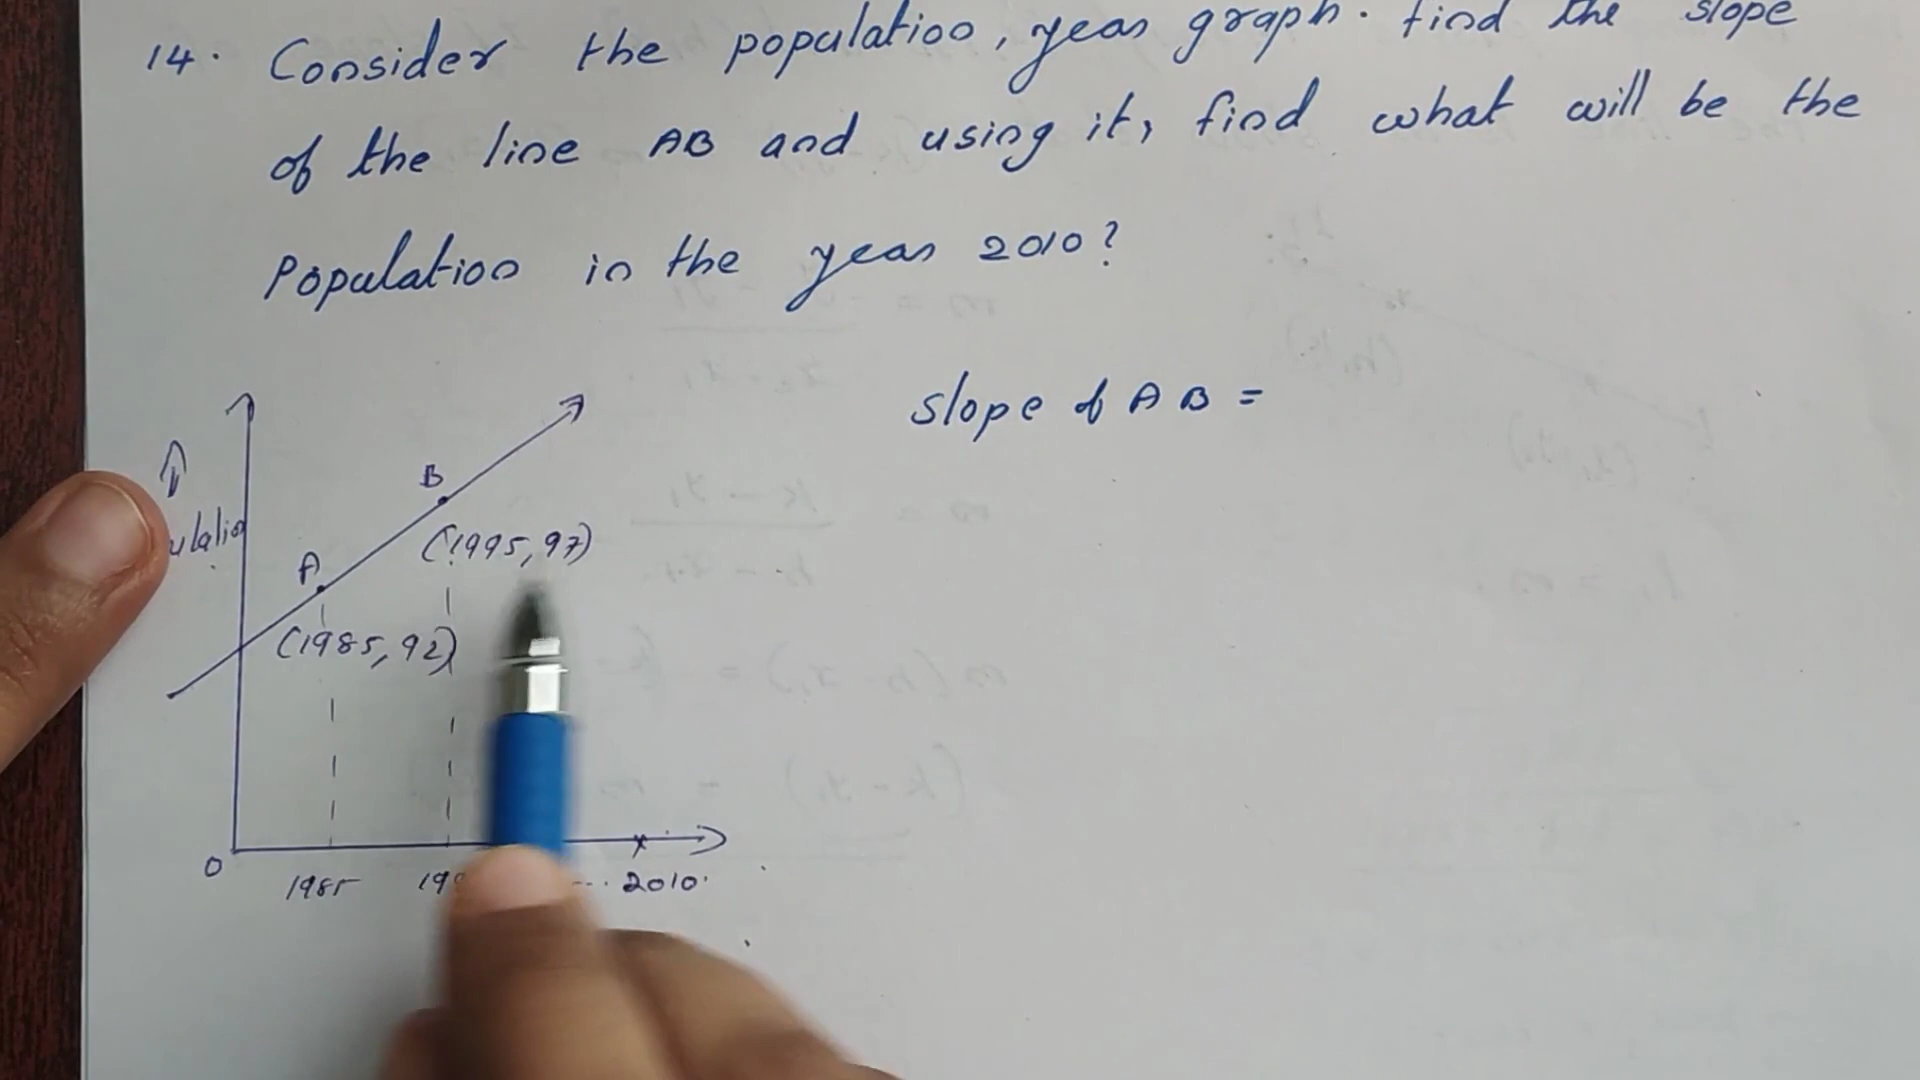 14. Consider the population, year graph. find the slope
of the line AB and using it, find what will be the
Population in the year 2010?
Slope of AB =
B
ulation
(1995, 97)
A
(1985, 92)
0
1985 2010.